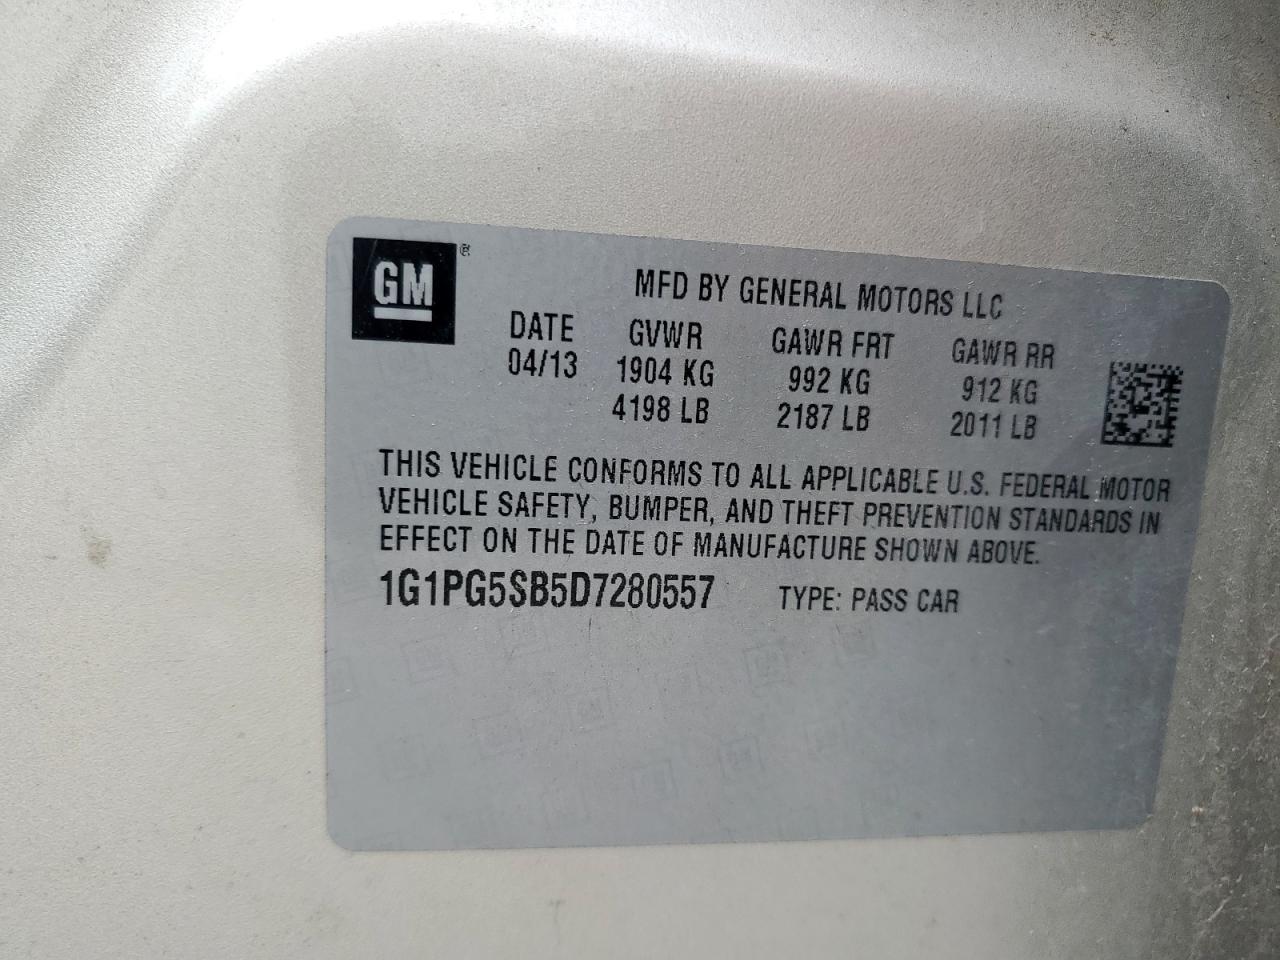 GM ®
MFD BY GENERAL MOTORS LLC
DATE GVWR GAWR FRT GAWR RR
04/13 1904 KG 992 KG 912 KG
4198 LB 2187 LB 2011 LB
THIS VEHICLE CONFORMS TO ALL APPLICABLE U.S. FEDERAL MOTOR
VEHICLE SAFETY, BUMPER, AND THEFT PREVENTION STANDARDS IN
EFFECT ON THE DATE OF MANUFACTURE SHOWN ABOVE.
1G1PG5SB5D7280557 TYPE: PASS CAR